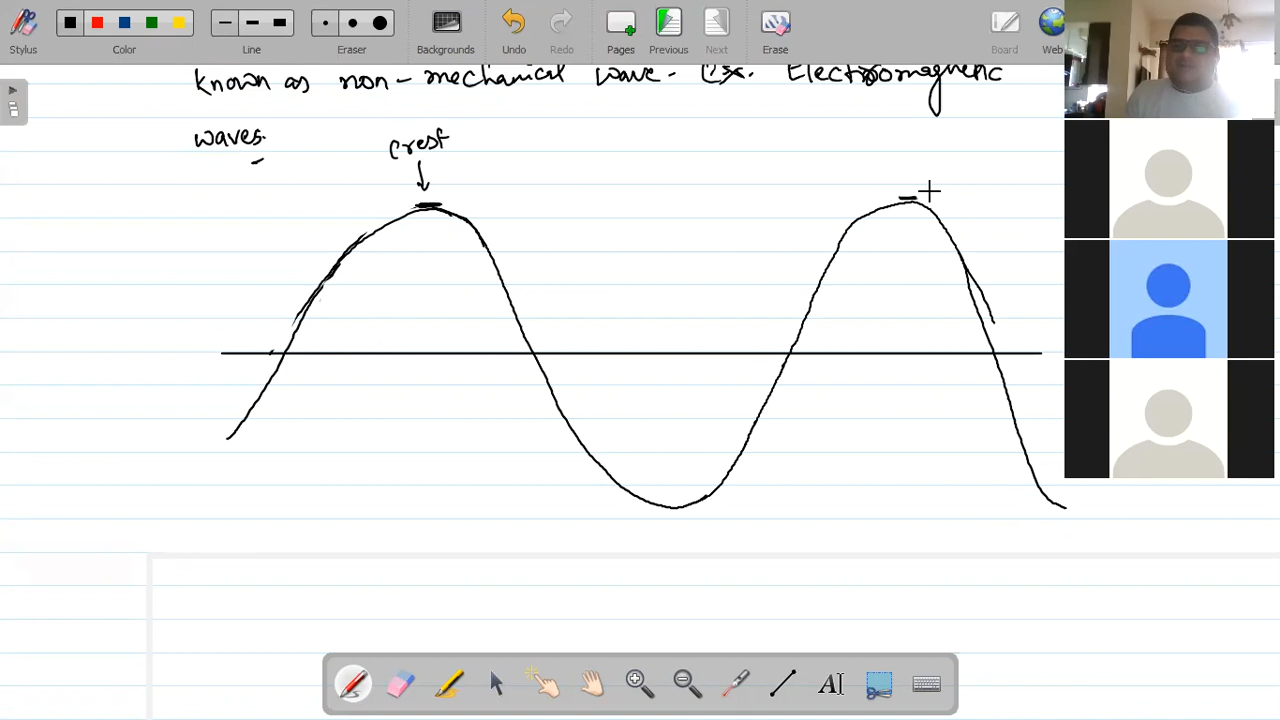 Stylus Color Line Eraser Backgrounds Undo Redo Pages Previous Next Erase Board Web
known as non-mechanical wave. Ex. Electromagnetic
waves.
Crest